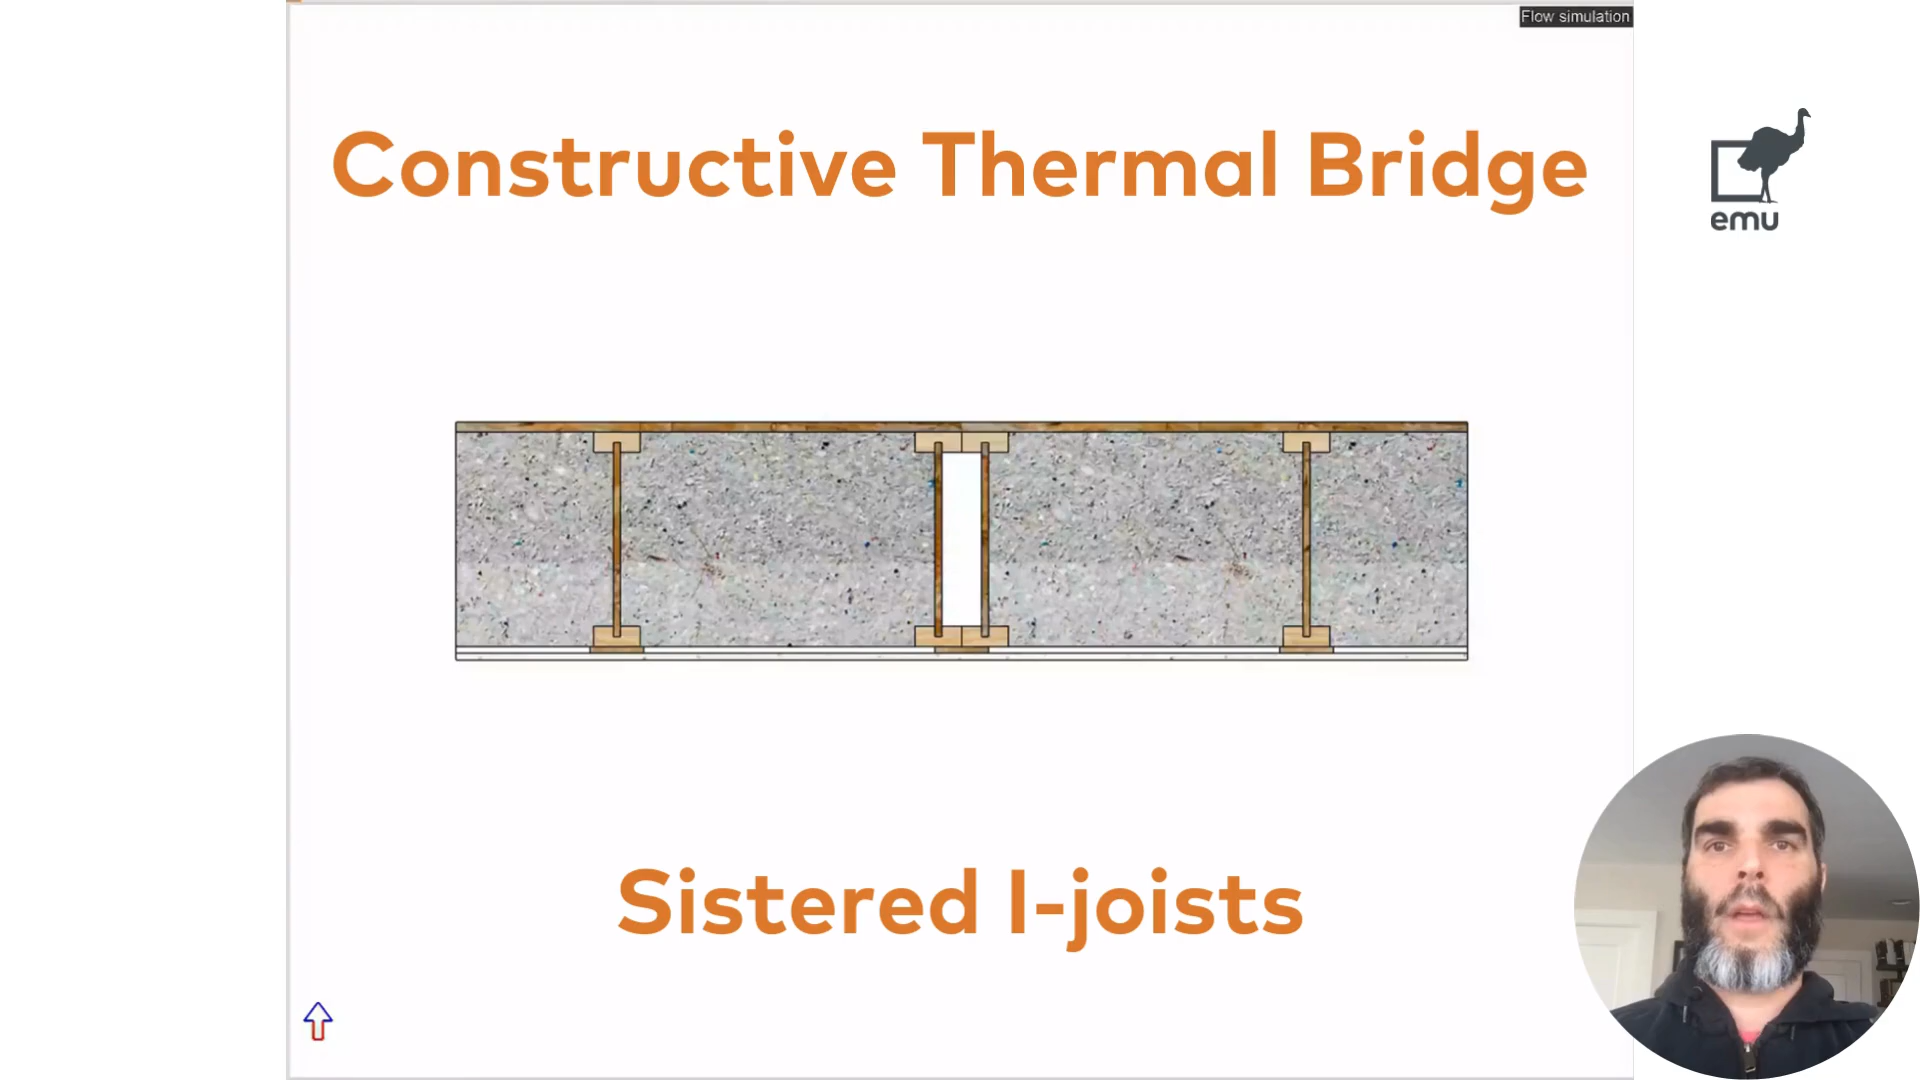 Flow simulation
Constructive Thermal Bridge
emu
Sistered I-joists